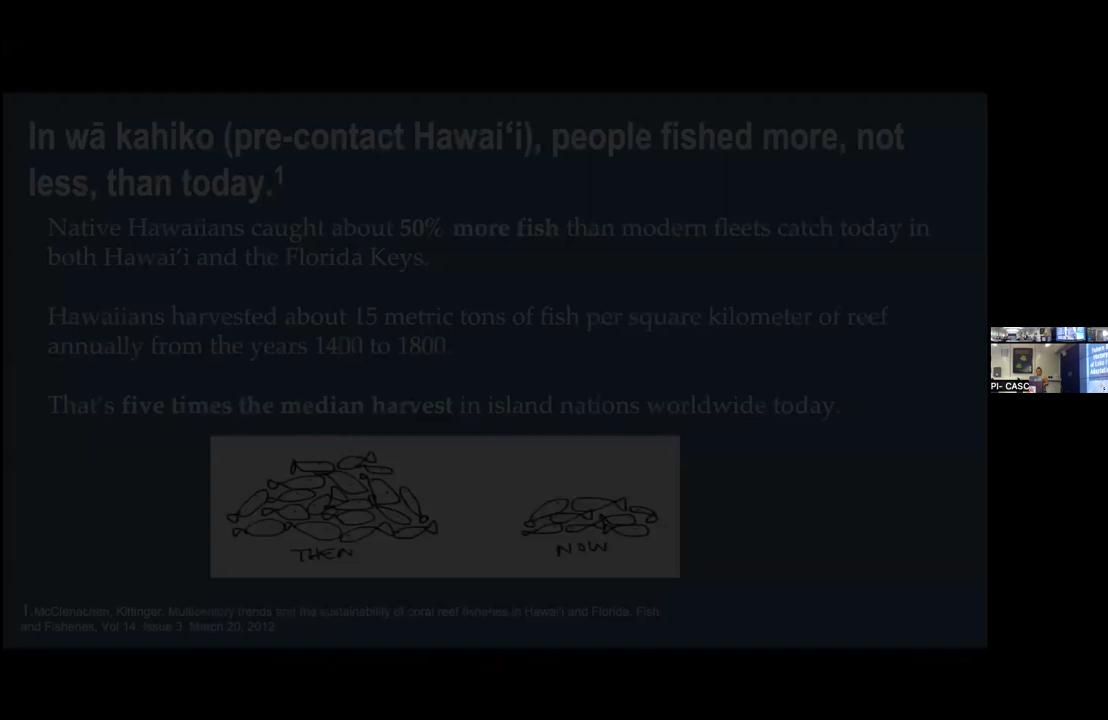 In wā kahiko (pre-contact Hawaiʻi), people fished more, not
less, than today.1
Native Hawaiians caught about 50% more fish than modern fleets catch today in
both Hawaiʻi and the Florida Keys.
Hawaiians harvested about 15 metric tons of fish per square kilometer of reef
annually from the years 1400 to 1800.
That's five times the median harvest in island nations worldwide today.
THEN
NOW
1.McClenachen, Kittinger. Multicentury trends and the sustainability of coral reef fisheries in Hawai'i and Florida. Fish
and Fisheries, Vol 14. Issue 3. March 20, 2012
PI- CASC